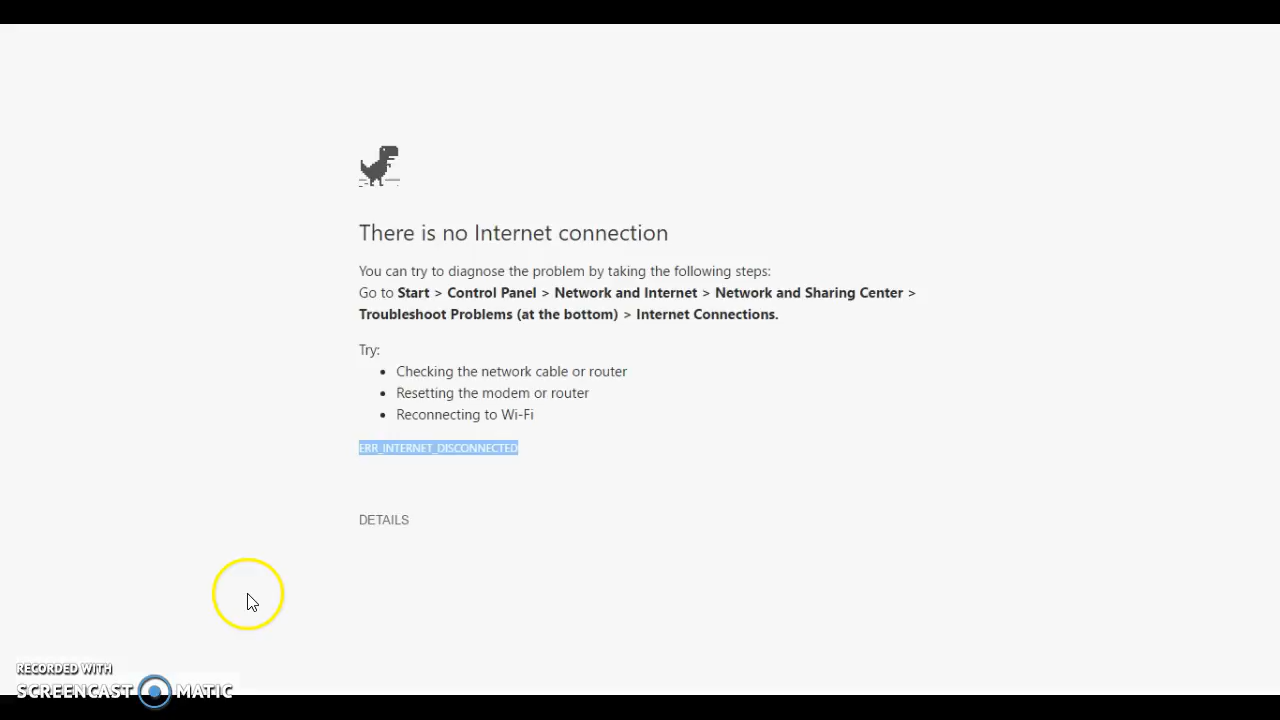 There is no Internet connection
You can try to diagnose the problem by taking the following steps:
Go to Start > Control Panel > Network and Internet > Network and Sharing Center >
Troubleshoot Problems (at the bottom) > Internet Connections.
Try:
• Checking the network cable or router
• Resetting the modem or router
• Reconnecting to Wi-Fi
ERR_INTERNET_DISCONNECTED
DETAILS
RECORDED WITH
SCREENCAST MATIC